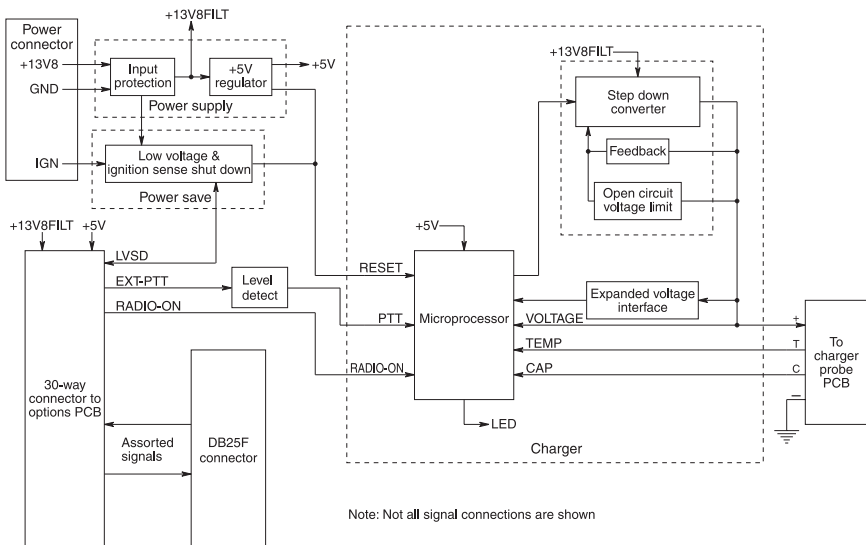 +13V8FILT
Power
connector
+13V8
GND
IGN
Input
protection
+5V
regulator
+5V
Power supply
Low voltage &
ignition sense shut down
Power save
+13V8FILT
+5V
LVSD
EXT-PTT
RADIO-ON
Level
detect
30-way
connector to
options PCB
Assorted
signals
DB25F
connector
+13V8FILT
Step down
converter
Feedback
Open circuit
voltage limit
+5V
RESET
PTT
RADIO-ON
Microprocessor
Expanded voltage
interface
VOLTAGE
TEMP
CAP
LED
Charger
+
T
C
−
To
charger
probe
PCB
Note: Not all signal connections are shown